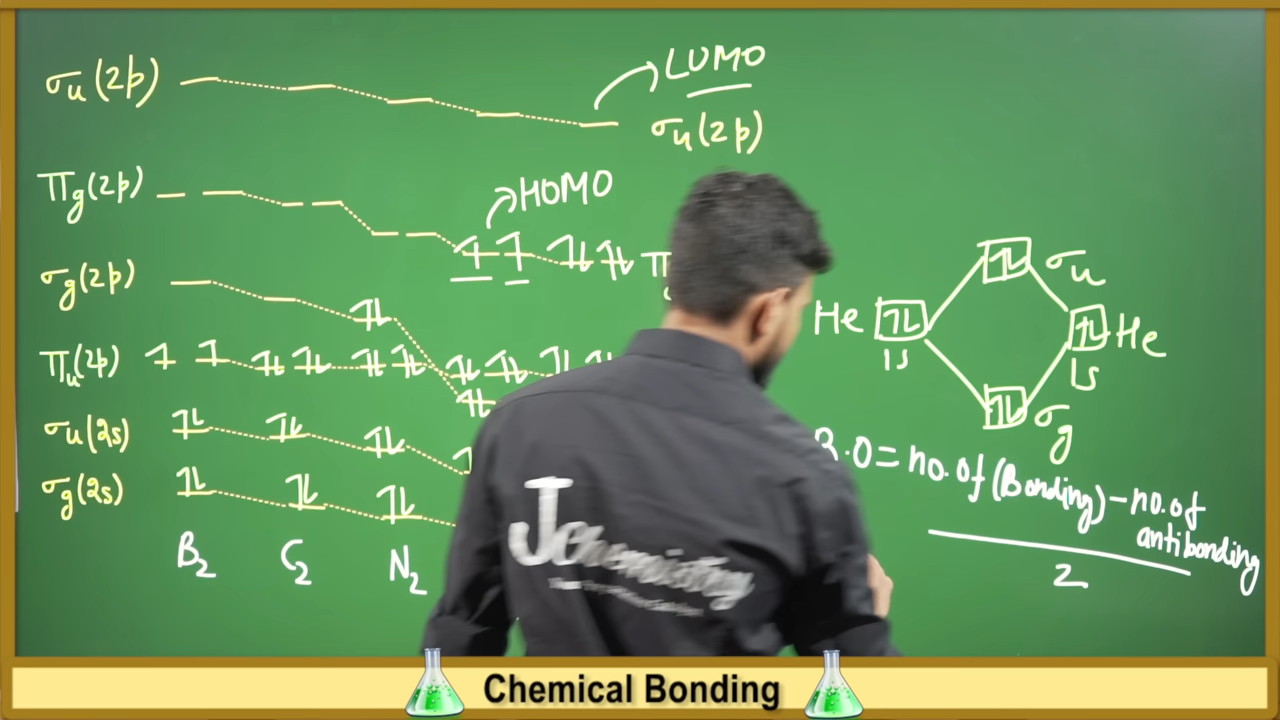 σu(2p)
LUMO
σu(2p)
πg(2p)
HOMO
π
σg(2p)
πu(2p)
σu(2s)
σg(2s)
B2
C2
N2
He
1s
σu
He
1s
σg
B.O = no. of (Bonding) – no. of
antibonding
2
Jchemistry
Chemical Bonding